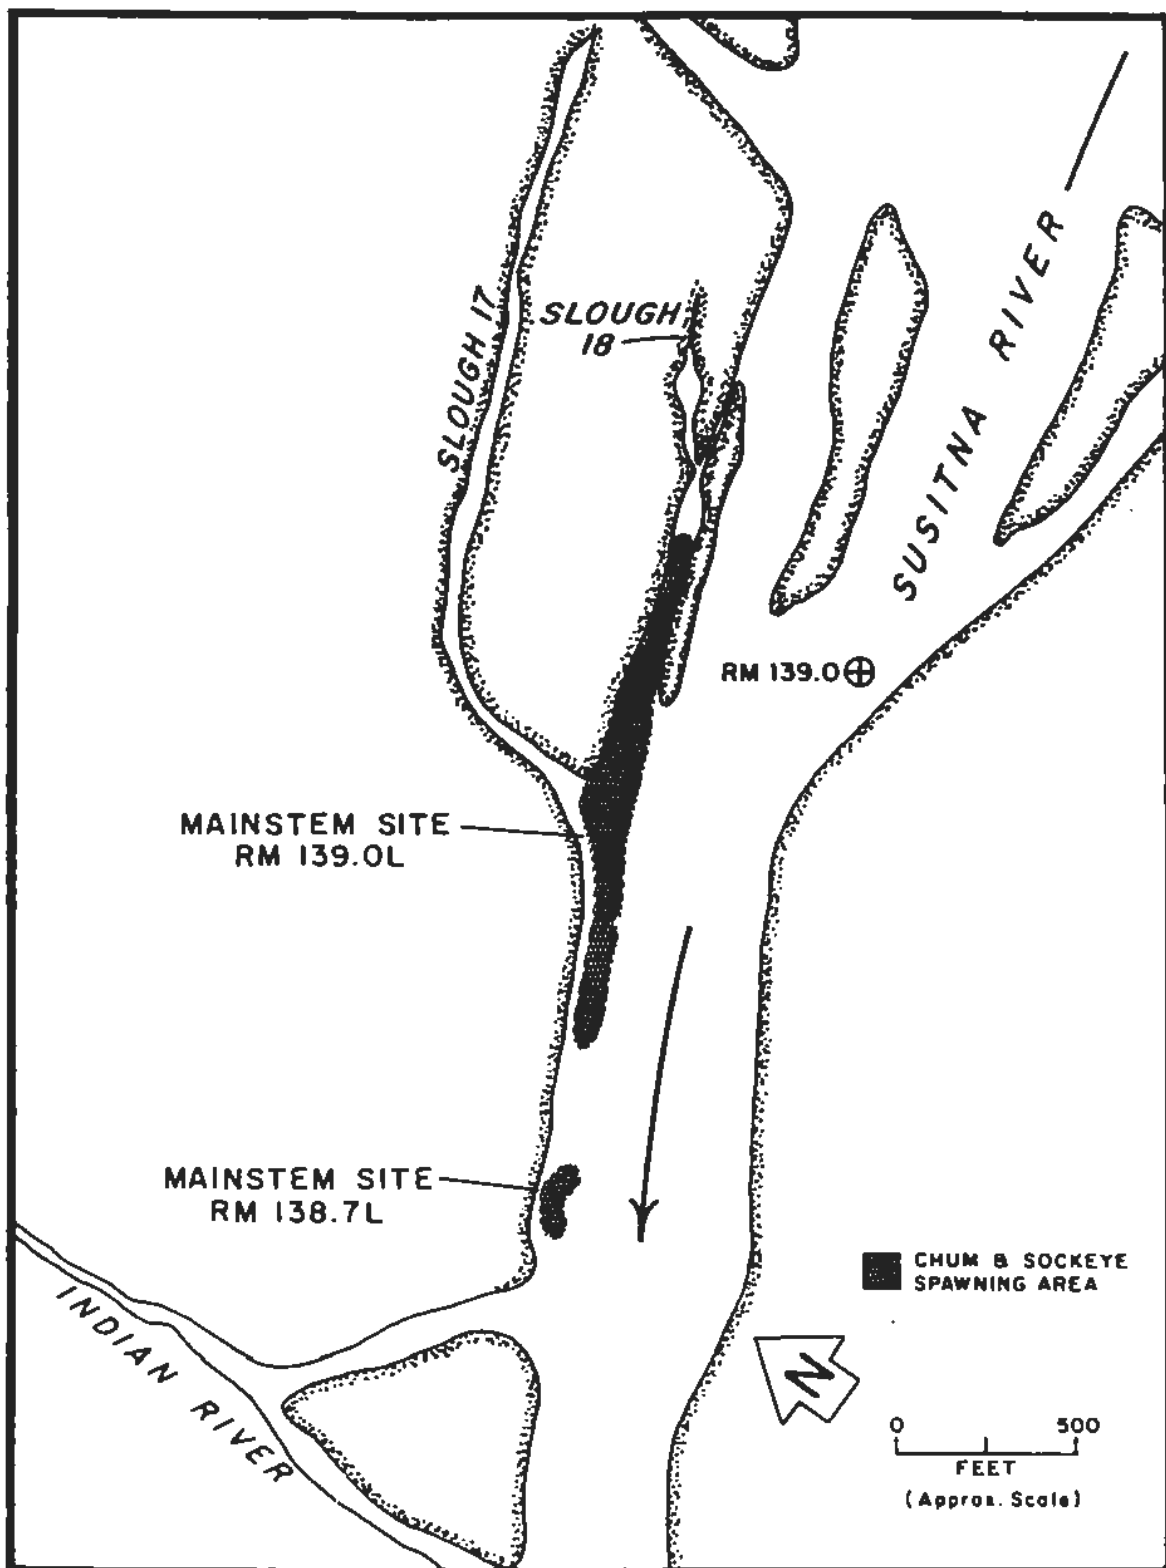 SLOUGH 17
SLOUGH
18
SUSITNA RIVER
RM 139.0
MAINSTEM SITE
RM 139.0L
MAINSTEM SITE
RM 138.7L
CHUM & SOCKEYE
SPAWNING AREA
INDIAN RIVER
N
0 500
FEET
(Approx. Scale)